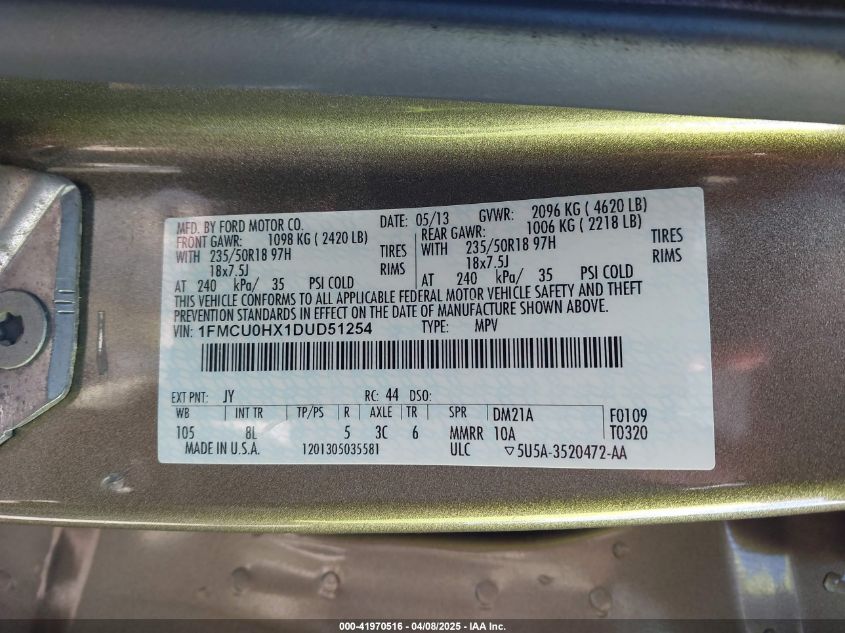 MFD. BY FORD MOTOR CO. DATE: 05/13 GVWR: 2096 KG ( 4620 LB)
FRONT GAWR: 1098 KG ( 2420 LB) REAR GAWR: 1006 KG ( 2218 LB)
WITH 235/50R18 97H TIRES WITH 235/50R18 97H TIRES
18x7.5J RIMS 18x7.5J RIMS
AT 240 kPa/ 35 PSI COLD AT 240 kPa/ 35 PSI COLD
THIS VEHICLE CONFORMS TO ALL APPLICABLE FEDERAL MOTOR VEHICLE SAFETY AND THEFT
PREVENTION STANDARDS IN EFFECT ON THE DATE OF MANUFACTURE SHOWN ABOVE.
VIN: 1FMCU0HX1DUD51254 TYPE: MPV
EXT PNT: JY RC: 44 DSO:
WB INT TR TP/PS R AXLE TR SPR DM21A F0109
105 8L 5 3C 6 MMRR 10A T0320
MADE IN U.S.A. 1201305035581 ULC ▽5U5A-3520472-AA
000-41970516 - 04/08/2025 - IAA Inc.